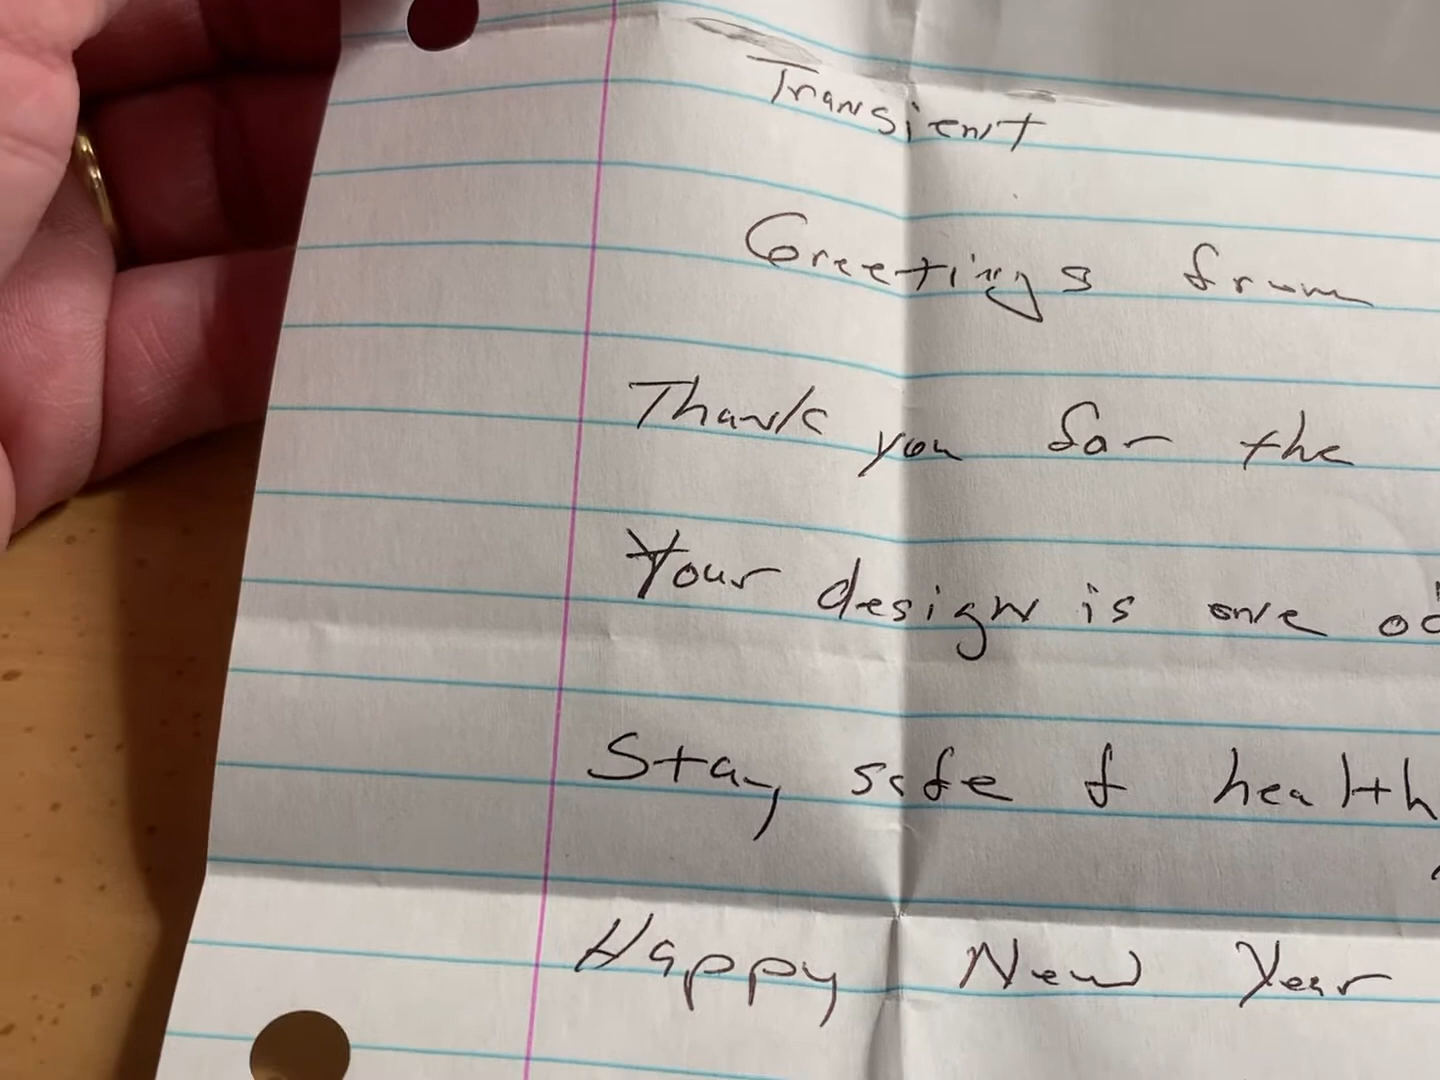 Transient
Greetings from
Thank you for the
Your design is one
Stay safe & health
Happy New Year